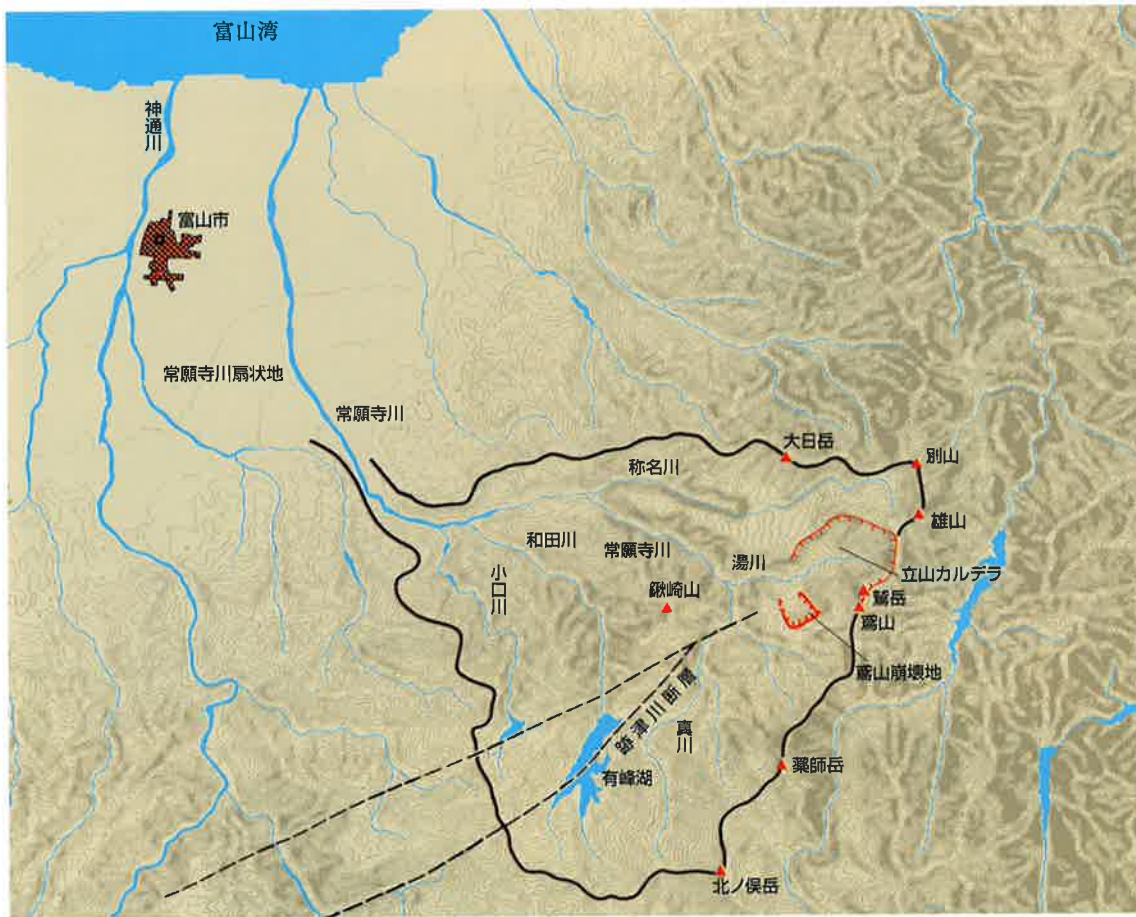 富山湾
神通川
富山市
常願寺川扇状地
常願寺川
大日岳
別山
称名川
雄山
和田川
常願寺川
湯川
立山カルデラ
小口川
鍬崎山
鷲岳
鳶山
鳶山崩壊地
跡津川断層
真川
薬師岳
有峰湖
北ノ俣岳